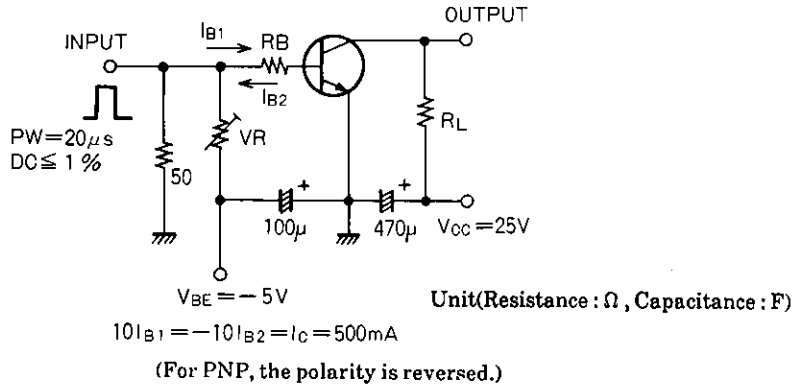 OUTPUT
INPUT
IB1
RB
IB2
RL
PW=20μs
DC≦1%
VR
50
+
+
100μ
470μ
VCC=25V
VBE=−5V
Unit(Resistance : Ω , Capacitance : F)
10IB1=−10IB2=IC=500mA
(For PNP, the polarity is reversed.)